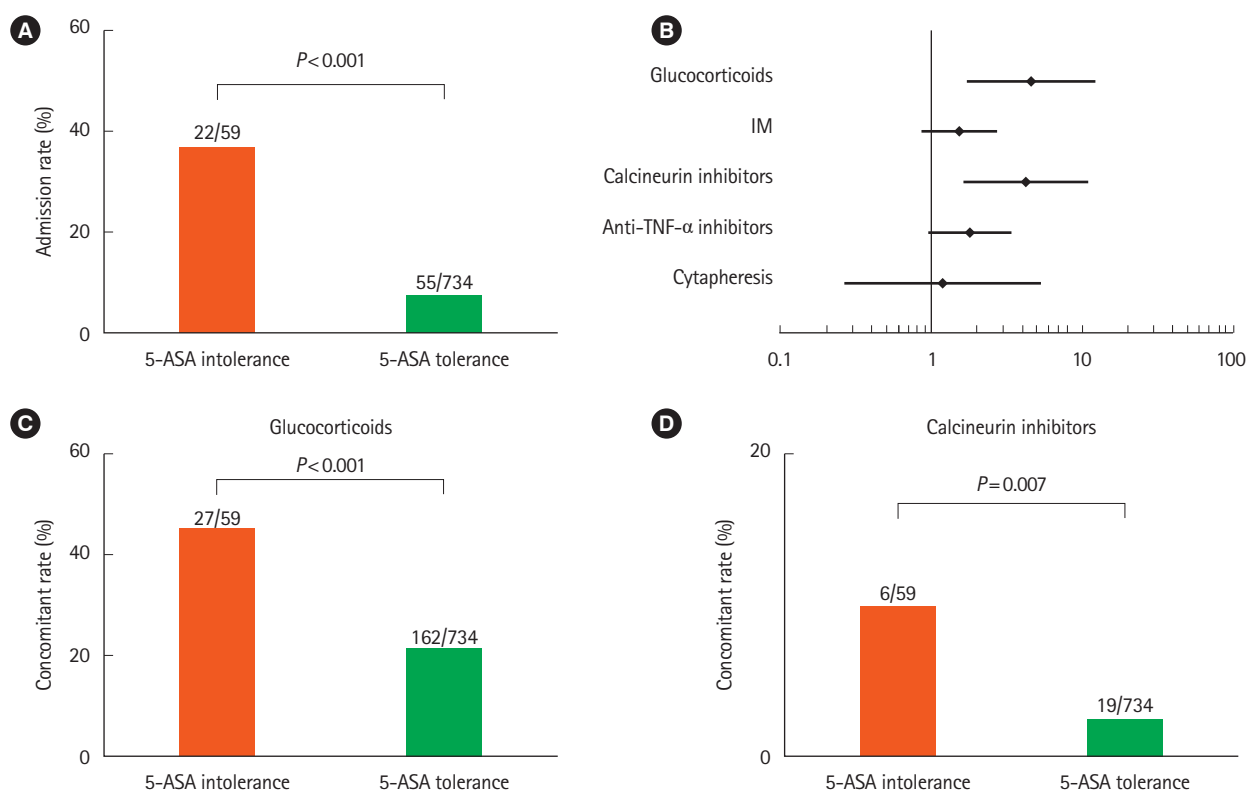 A
60
40
20
0
Admission rate (%)
P<0.001
22/59
55/734
5-ASA intolerance
5-ASA tolerance
B
Glucocorticoids
IM
Calcineurin inhibitors
Anti-TNF-α inhibitors
Cytapheresis
0.1
1
10
100
C
Glucocorticoids
60
40
20
0
Concomitant rate (%)
P<0.001
27/59
162/734
5-ASA intolerance
5-ASA tolerance
D
Calcineurin inhibitors
20
0
Concomitant rate (%)
P=0.007
6/59
19/734
5-ASA intolerance
5-ASA tolerance